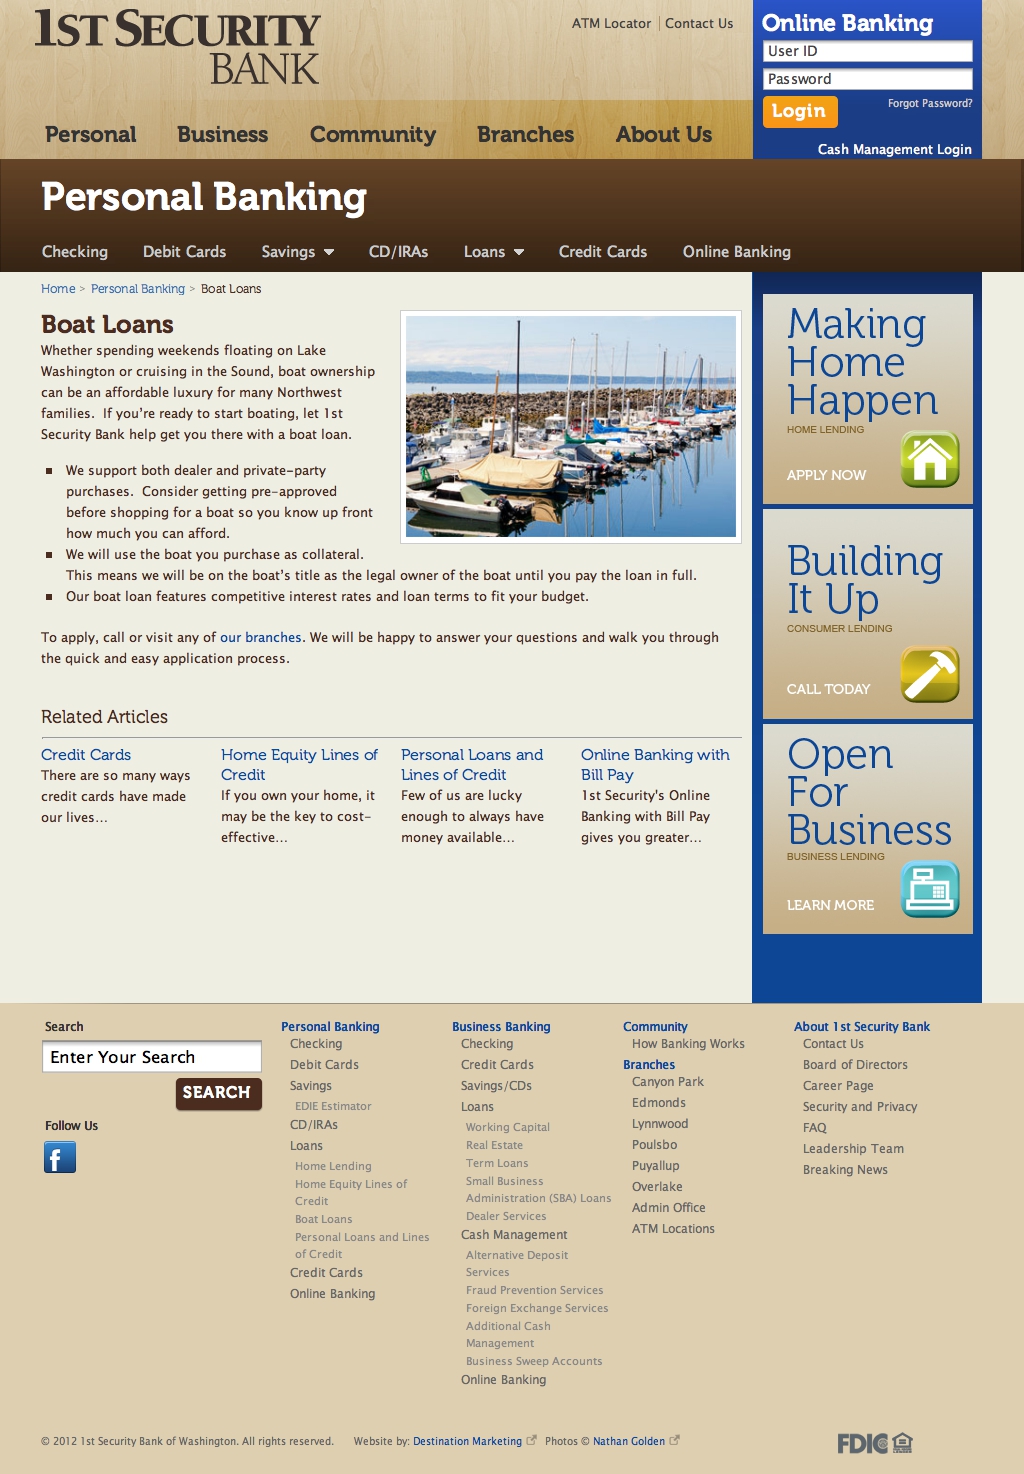 1ST SECURITY
BANK
ATM Locator | Contact Us
Online Banking
User ID
Password
Login
Forgot Password?
Cash Management Login
Personal
Business
Community
Branches
About Us
Personal Banking
Checking
Debit Cards
Savings
CD/IRAs
Loans
Credit Cards
Online Banking
Home > Personal Banking > Boat Loans
Boat Loans
Whether spending weekends floating on Lake
Washington or cruising in the Sound, boat ownership
can be an affordable luxury for many Northwest
families. If you're ready to start boating, let 1st
Security Bank help get you there with a boat loan.
We support both dealer and private-party
purchases. Consider getting pre-approved
before shopping for a boat so you know up front
how much you can afford.
We will use the boat you purchase as collateral.
This means we will be on the boat's title as the legal owner of the boat until you pay the loan in full.
Our boat loan features competitive interest rates and loan terms to fit your budget.
To apply, call or visit any of our branches. We will be happy to answer your questions and walk you through
the quick and easy application process.
Related Articles
Credit Cards
There are so many ways
credit cards have made
our lives...
Home Equity Lines of
Credit
If you own your home, it
may be the key to cost-
effective...
Personal Loans and
Lines of Credit
Few of us are lucky
enough to always have
money available...
Online Banking with
Bill Pay
1st Security's Online
Banking with Bill Pay
gives you greater...
Making
Home
Happen
HOME LENDING
APPLY NOW
Building
It Up
CONSUMER LENDING
CALL TODAY
Open
For
Business
BUSINESS LENDING
LEARN MORE
Search
Enter Your Search
SEARCH
Follow Us
f
Personal Banking
Checking
Debit Cards
Savings
EDIE Estimator
CD/IRAs
Loans
Home Lending
Home Equity Lines of
Credit
Boat Loans
Personal Loans and Lines
of Credit
Credit Cards
Online Banking
Business Banking
Checking
Credit Cards
Savings/CDs
Loans
Working Capital
Real Estate
Term Loans
Small Business
Administration (SBA) Loans
Dealer Services
Cash Management
Alternative Deposit
Services
Fraud Prevention Services
Foreign Exchange Services
Additional Cash
Management
Business Sweep Accounts
Online Banking
Community
How Banking Works
Branches
Canyon Park
Edmonds
Lynnwood
Poulsbo
Puyallup
Overlake
Admin Office
ATM Locations
About 1st Security Bank
Contact Us
Board of Directors
Career Page
Security and Privacy
FAQ
Leadership Team
Breaking News
© 2012 1st Security Bank of Washington. All rights reserved.
Website by: Destination Marketing
Photos © Nathan Golden
FDIC